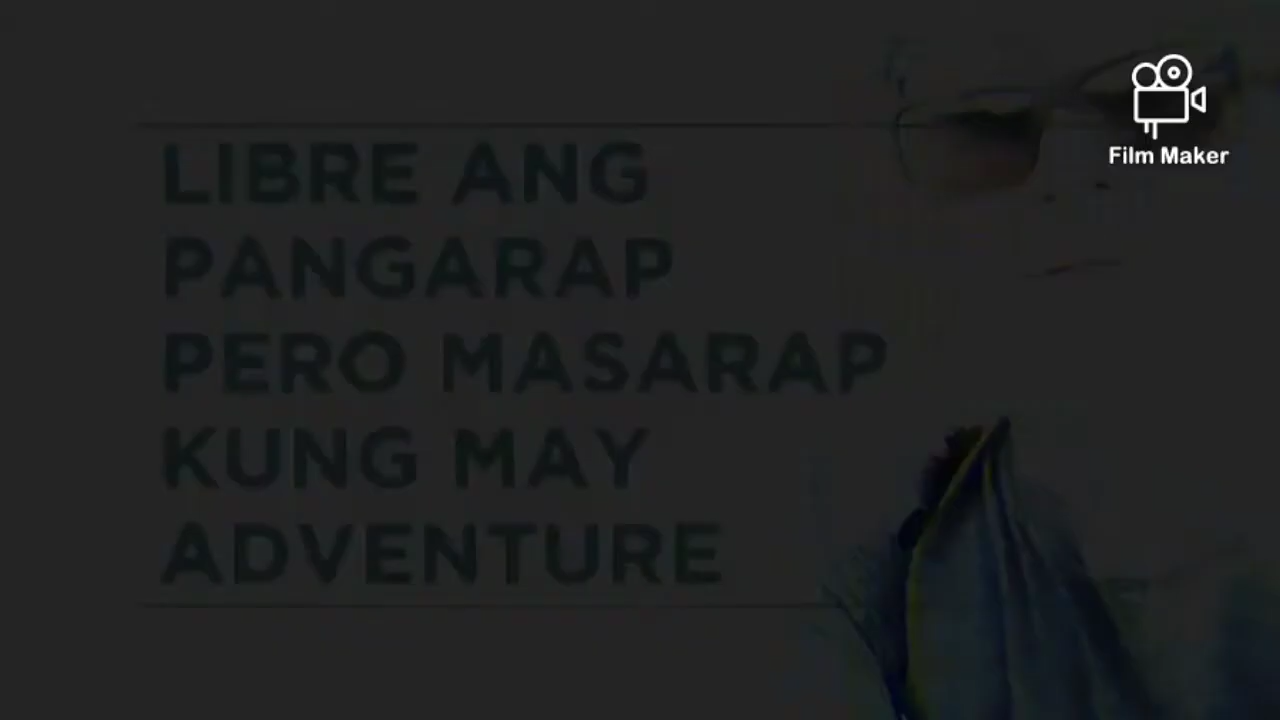 Film Maker
LIBRE ANG
PANGARAP
PERO MASARAP
KUNG MAY
ADVENTURE